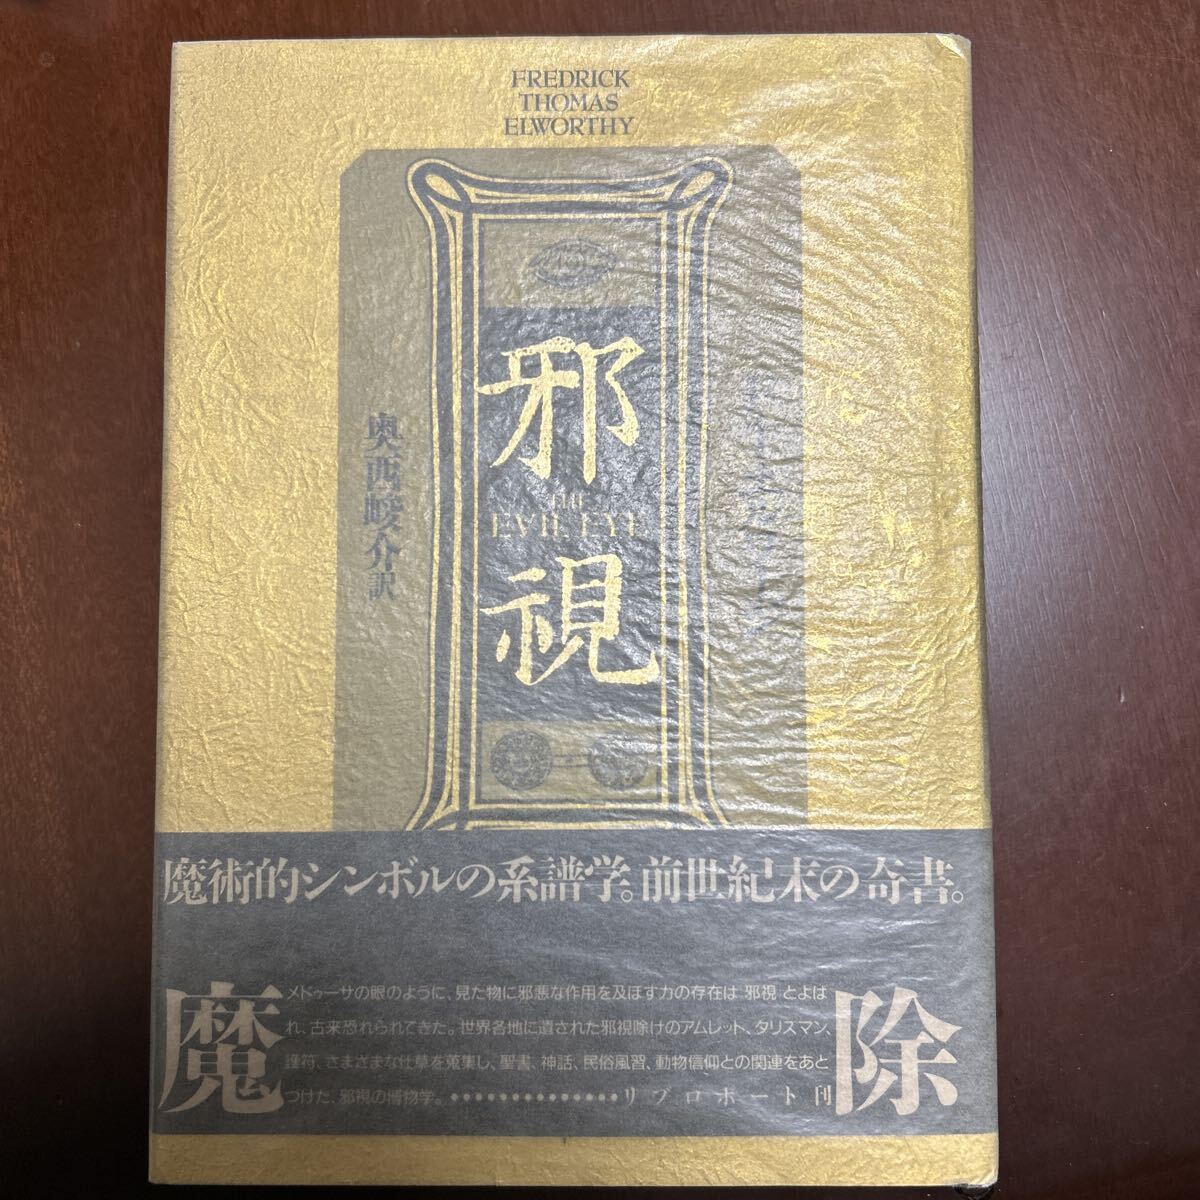 FREDRICK
THOMAS
ELWORTHY
邪
THE
EVIL EYE
視
奥西峻介訳
魔術的シンボルの系譜学。前世紀末の奇書。
魔
メドゥーサの眼のように、見た物に邪悪な作用を及ぼす力の存在は 邪視 とよば
れ、古来恐れられてきた。世界各地に遺された邪視除けのアムレット、タリスマン、
護符、さまざまな仕草を蒐集し、聖書、神話、民俗風習、動物信仰との関連をあと
つけた、邪視の博物学。••••••••••••••リブロポート刊
除